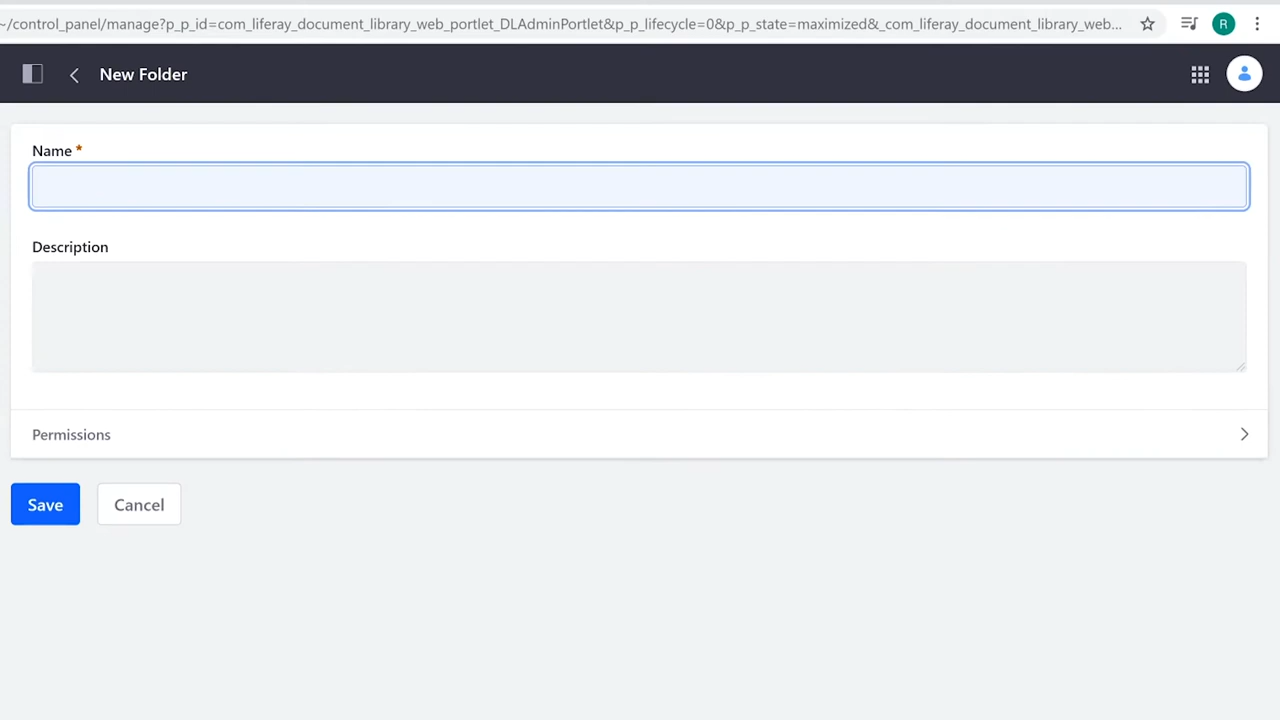 ~/control_panel/manage?p_p_id=com_liferay_document_library_web_portlet_DLAdminPortlet&p_p_lifecycle=0&p_p_state=maximized&_com_liferay_document_library_web...
R
New Folder
Name *
Description
Permissions
Save Cancel